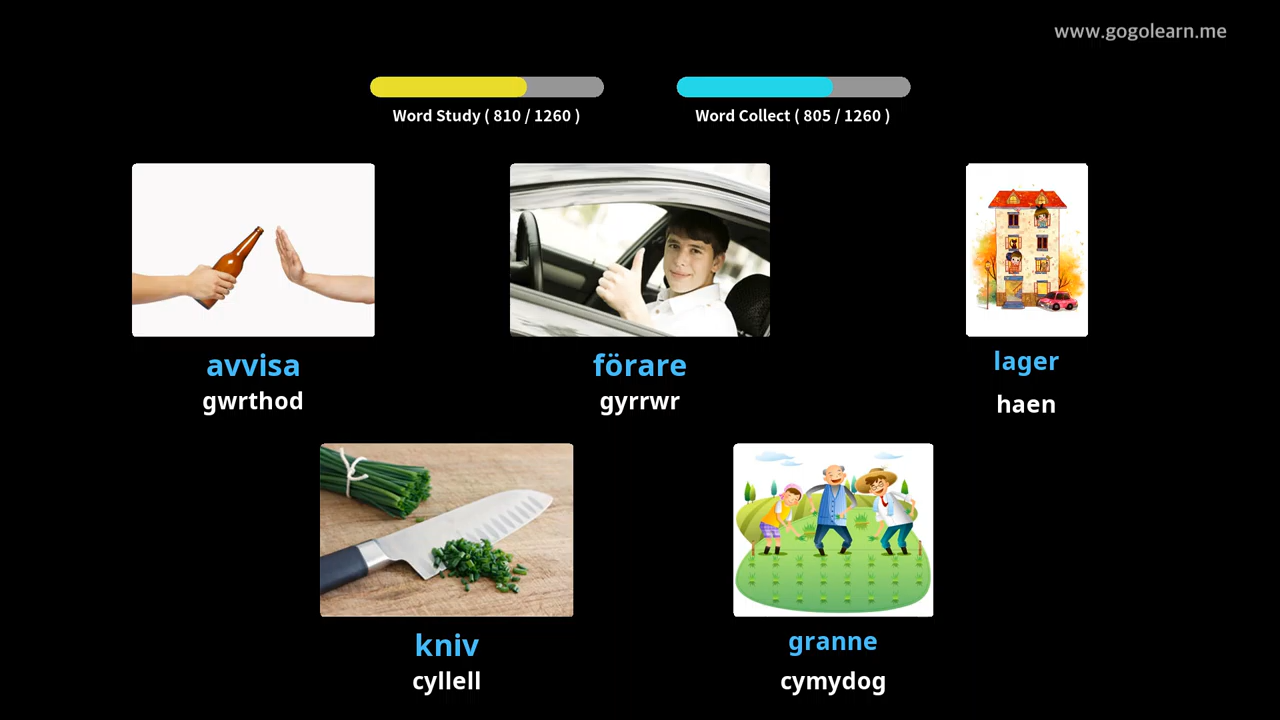 www.gogolearn.me
Word Study ( 810 / 1260 )
Word Collect ( 805 / 1260 )
avvisa
gwrthod
förare
gyrrwr
lager
haen
kniv
cyllell
granne
cymydog